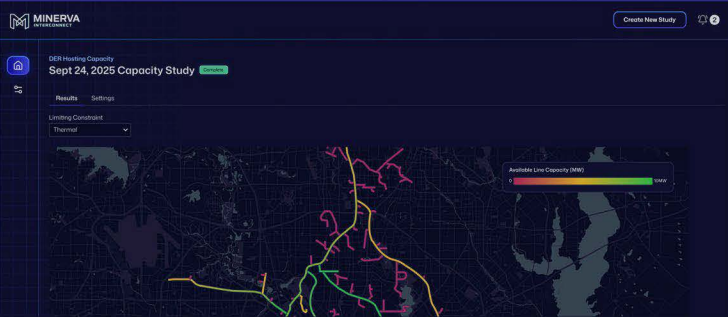 MINERVA
INTERCONNECT
Create New Study
2
DER Hosting Capacity
Sept 24, 2025 Capacity Study
Complete
Results
Settings
Limiting Constraint
Thermal
Available Line Capacity (MW)
0
10MW